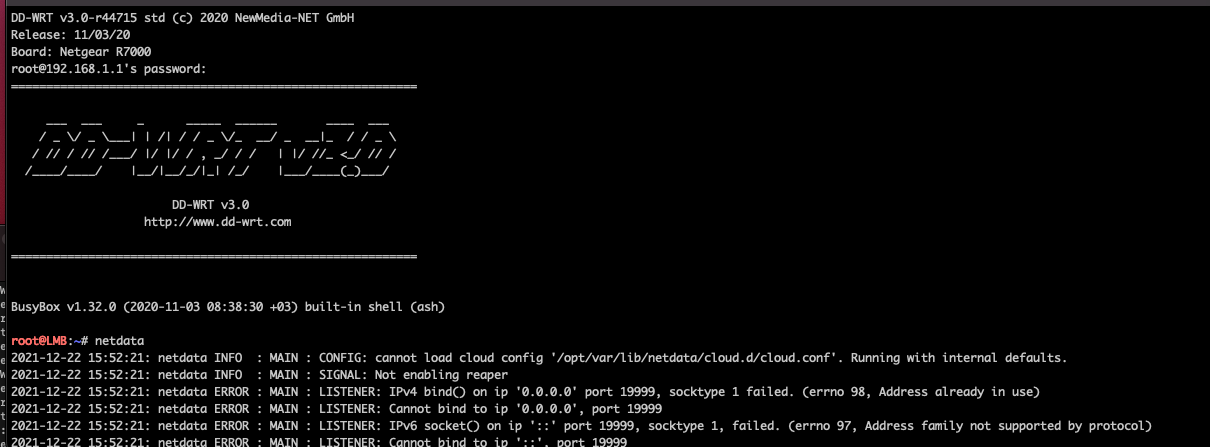 DD-WRT v3.0-r44715 std (c) 2020 NewMedia-NET GmbH
Release: 11/03/20
Board: Netgear R7000
root@192.168.1.1's password:
DD-WRT v3.0
http://www.dd-wrt.com
BusyBox v1.32.0 (2020-11-03 08:38:30 +03) built-in shell (ash)
root@LMB:~# netdata
2021-12-22 15:52:21: netdata INFO  : MAIN : CONFIG: cannot load cloud config '/opt/var/lib/netdata/cloud.d/cloud.conf'. Running with internal defaults.
2021-12-22 15:52:21: netdata INFO  : MAIN : SIGNAL: Not enabling reaper
2021-12-22 15:52:21: netdata ERROR : MAIN : LISTENER: IPv4 bind() on ip '0.0.0.0' port 19999, socktype 1 failed. (errno 98, Address already in use)
2021-12-22 15:52:21: netdata ERROR : MAIN : LISTENER: Cannot bind to ip '0.0.0.0', port 19999
2021-12-22 15:52:21: netdata ERROR : MAIN : LISTENER: IPv6 socket() on ip '::' port 19999, socktype 1, failed. (errno 97, Address family not supported by protocol)
2021-12-22 15:52:21: netdata ERROR : MAIN : LISTENER: Cannot bind to ip '::', port 19999